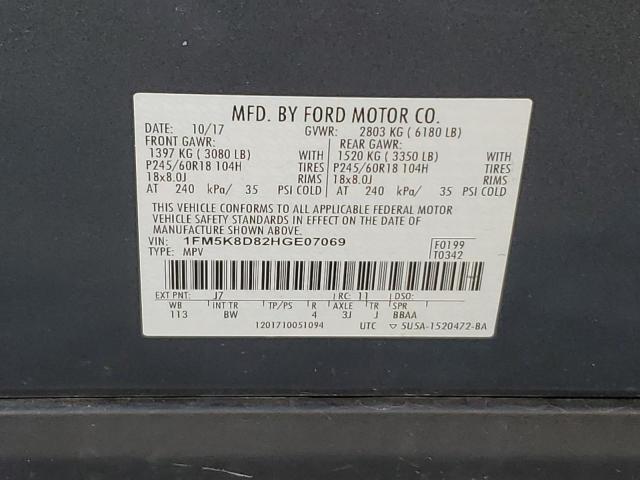 MFD. BY FORD MOTOR CO.
DATE: 10/17 GVWR: 2803 KG ( 6180 LB)
FRONT GAWR: REAR GAWR:
1397 KG ( 3080 LB) WITH 1520 KG ( 3350 LB) WITH
P245/60R18 104H TIRES P245/60R18 104H TIRES
18x8.0J RIMS 18x8.0J RIMS
AT 240 kPa/ 35 PSI COLD AT 240 kPa/ 35 PSI COLD
THIS VEHICLE CONFORMS TO ALL APPLICABLE FEDERAL MOTOR
VEHICLE SAFETY STANDARDS IN EFFECT ON THE DATE OF
MANUFACTURE SHOWN ABOVE.
VIN: 1FM5K8D82HGE07069 F0199
TYPE: MPV T0342
EXT PNT: J7 RC: 11 DSO:
WB INT TR TP/PS R AXLE TR SPR
113 BW 4 3J J BBAA
1201710051094 UTC 5U5A-1520472-BA